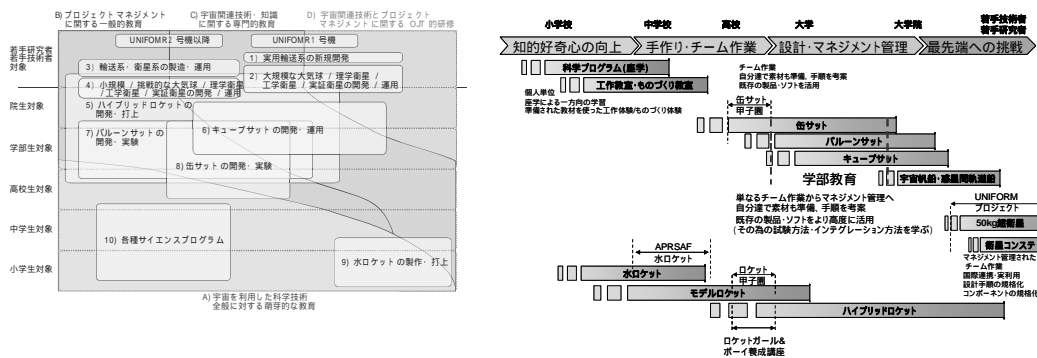 B) プロジェクトマネジメント
に関する一般的教育
C) 宇宙関連技術・知識
に関する専門的教育
D) 宇宙関連技術とプロジェクト
マネジメントに関する OJT 的研修
UNIFOMR2 号機以降
UNIFOMR1 号機
若手研究者
若手技術者
対象
1) 実用輸送系の新規開発
3) 輸送系・衛星系の製造・運用
2) 大規模な大気球 / 理学衛星 /
工学衛星 / 実証衛星の開発 / 運用
4) 小規模 / 挑戦的な大気球 / 理学衛星
/ 工学衛星 / 実証衛星の開発 / 運用
院生対象
5) ハイブリッドロケットの
開発・打上
6) キューブサットの開発・運用
学部生対象
7) バルーンサットの
開発・実験
8) 缶サットの開発・実験
高校生対象
中学生対象
10) 各種サイエンスプログラム
小学生対象
9) 水ロケットの製作・打上
A) 宇宙を利用した科学技術
全般に対する萌芽的な教育
小学校
中学校
高校
大学
大学院
若手技術者
若手研究者
知的好奇心の向上
手作り・チーム作業
設計・マネジメント管理
最先端への挑戦
科学プログラム(座学)
工作教室・ものづくり教室
個人単位
座学による一方向の学習
準備された教材を使った工作体験/ものづくり体験
チーム作業
自分達で素材も準備、手順を考案
既存の製品・ソフトを活用
缶サット
甲子園
缶サット
バルーンサット
キューブサット
学部教育
宇宙帆船・惑星間軌道船
単なるチーム作業からマネジメント管理へ
自分達で素材も準備、手順を考案
既存の製品・ソフトをより高度に活用
(その為の試験方法・インテグレーション方法を学ぶ)
UNIFORM
プロジェクト
50kg超衛星
衛星コンステ
マネジメント管理された
チーム作業
国際連携・実利用
設計手順の規格化
コンポーネントの規格化
APRSAF
水ロケット
水ロケット
ロケット
甲子園
モデルロケット
ハイブリッドロケット
ロケットガール&
ボーイ養成講座